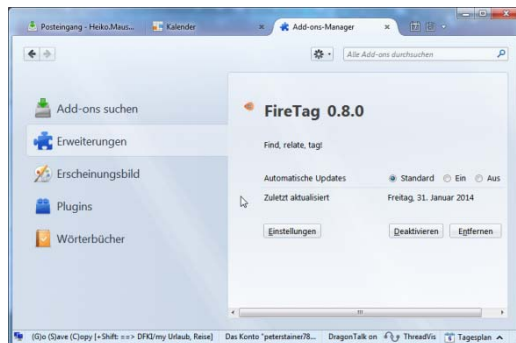 Posteingang - Heiko.Maus...
Kalender
Add-ons-Manager
Alle Add-ons durchsuchen
Add-ons suchen
Erweiterungen
Erscheinungsbild
Plugins
Wörterbücher
FireTag 0.8.0
Find, relate, tag!
Automatische Updates Standard Ein Aus
Zuletzt aktualisiert Freitag, 31. Januar 2014
Einstellungen Deaktivieren Entfernen
(G)o (S)ave (C)opy [+Shift: ==> DFKI/my Urlaub, Reise] Das Konto "peterstainer78... DragonTalk on ThreadVis Tagesplan